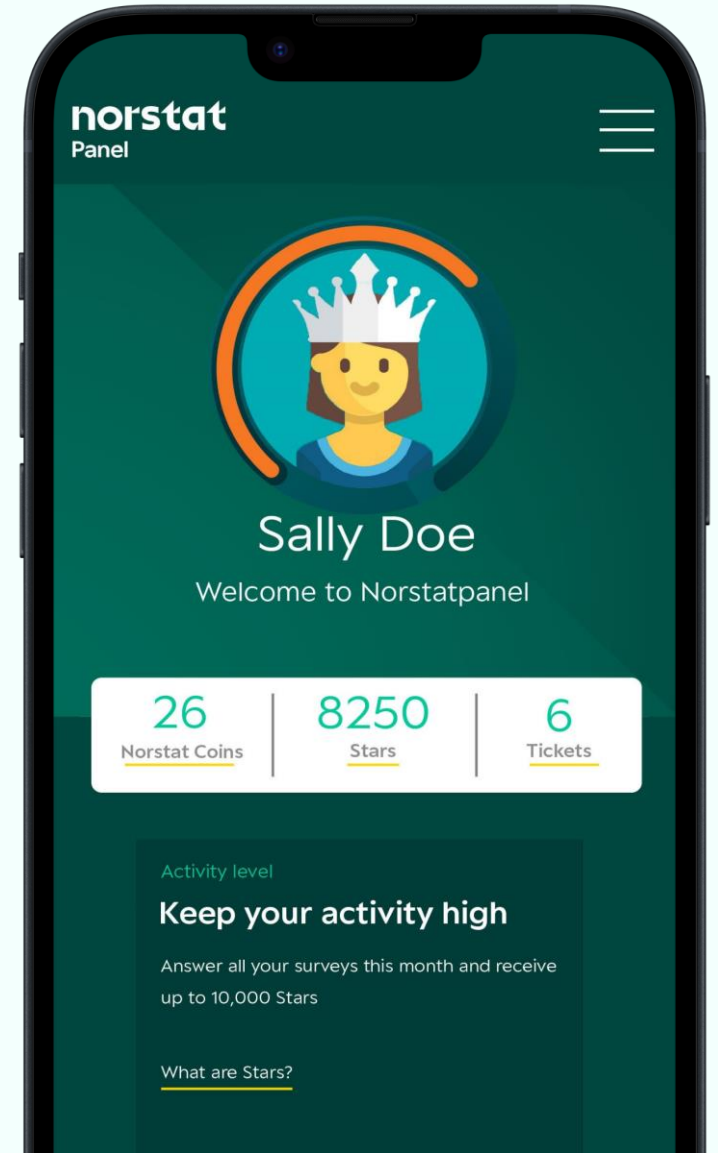 norstat
Panel
Sally Doe
Welcome to Norstatpanel
26
Norstat Coins
8250
Stars
6
Tickets
Activity level
Keep your activity high
Answer all your surveys this month and receive
up to 10,000 Stars
What are Stars?